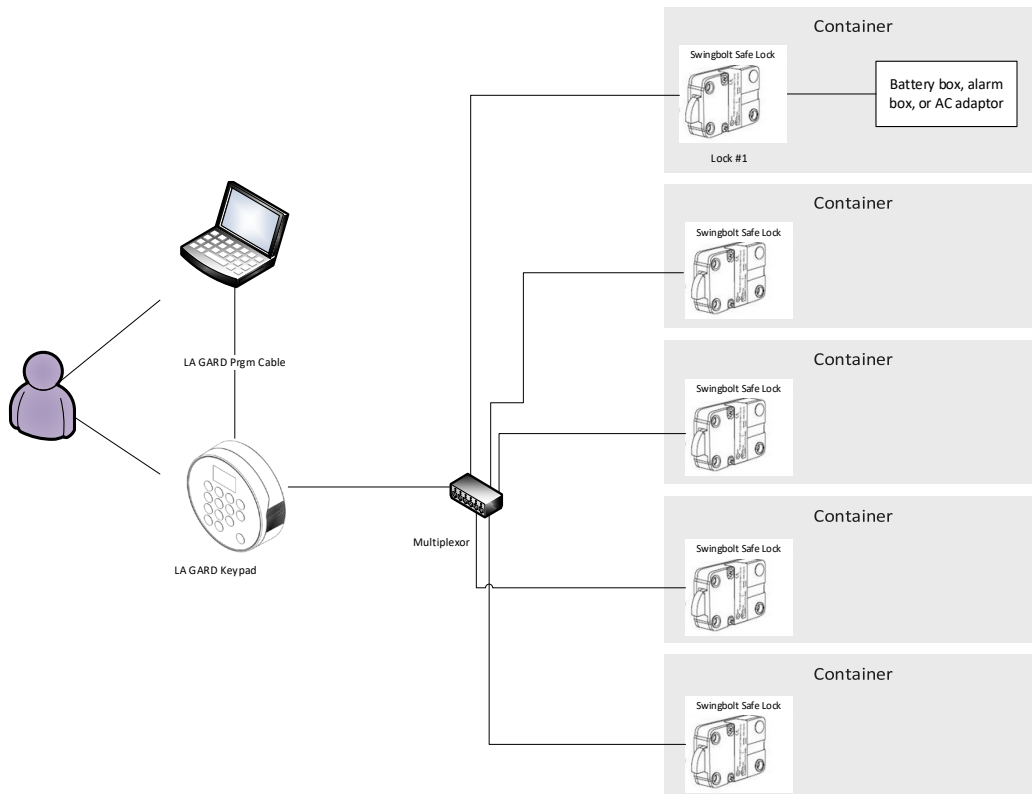 Container
Swingbolt Safe Lock
Battery box, alarm
box, or AC adaptor
Lock #1
Container
Swingbolt Safe Lock
LA GARD Prgm Cable
Container
Swingbolt Safe Lock
Container
Swingbolt Safe Lock
Multiplexor
LA GARD Keypad
Container
Swingbolt Safe Lock